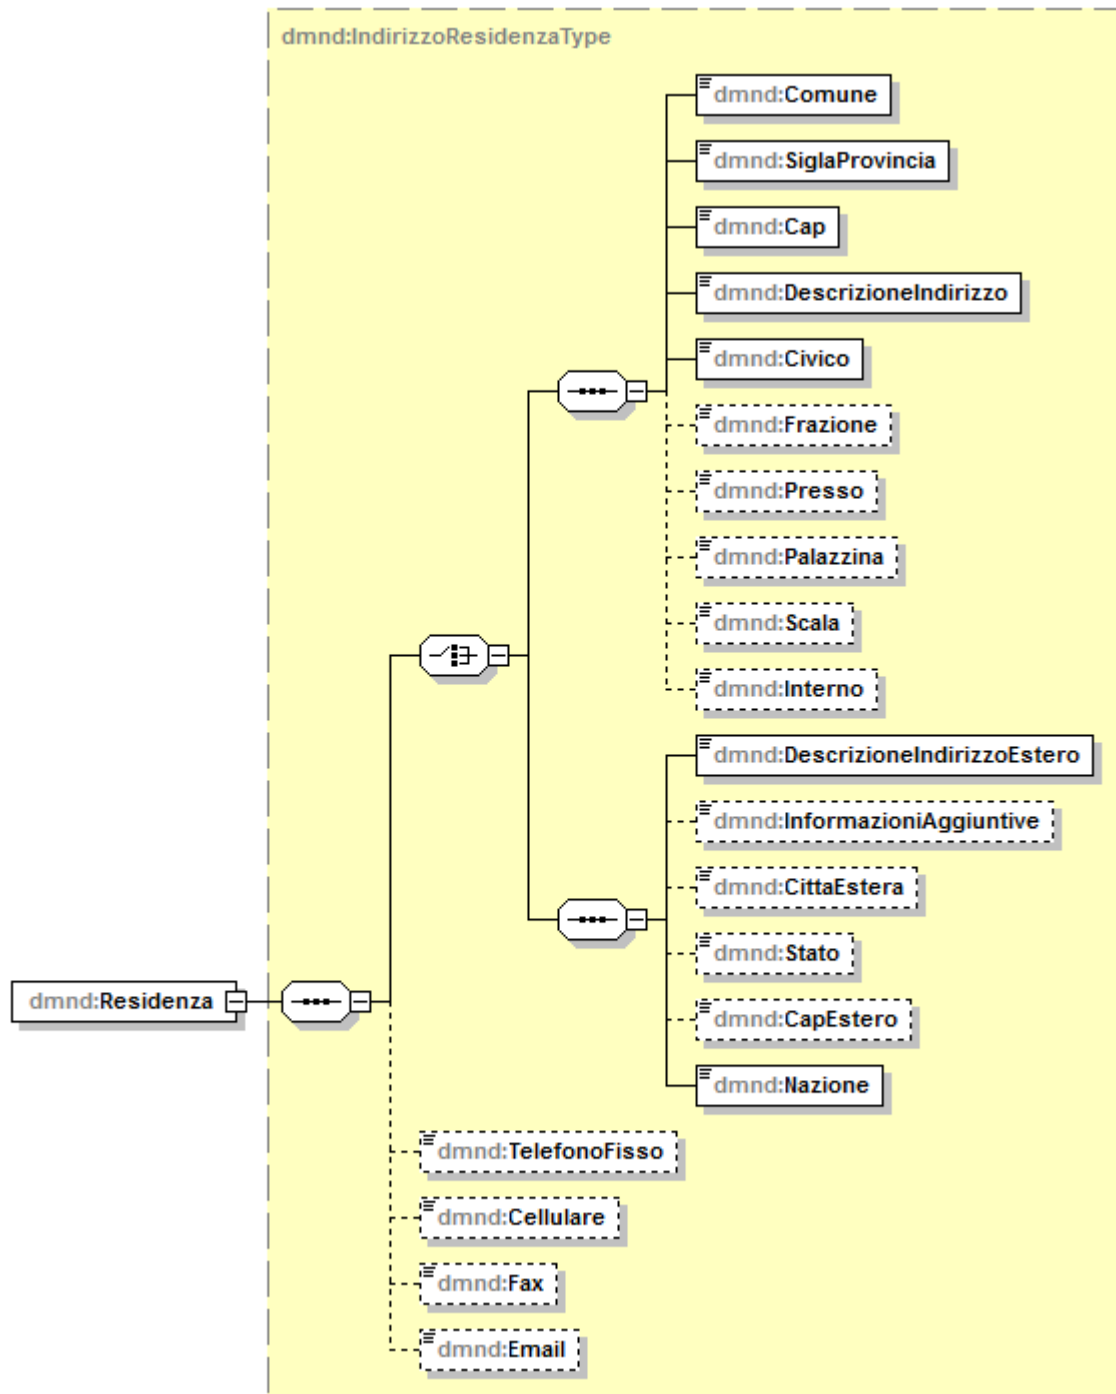 dmnd:IndirizzoResidenzaType
dmnd:Comune
dmnd:SiglaProvincia
dmnd:Cap
dmnd:DescrizioneIndirizzo
dmnd:Civico
dmnd:Frazione
dmnd:Presso
dmnd:Palazzina
dmnd:Scala
dmnd:Interno
dmnd:DescrizioneIndirizzoEstero
dmnd:InformazioniAggiuntive
dmnd:CittaEstera
dmnd:Stato
dmnd:Residenza
dmnd:CapEstero
dmnd:Nazione
dmnd:TelefonoFisso
dmnd:Cellulare
dmnd:Fax
dmnd:Email